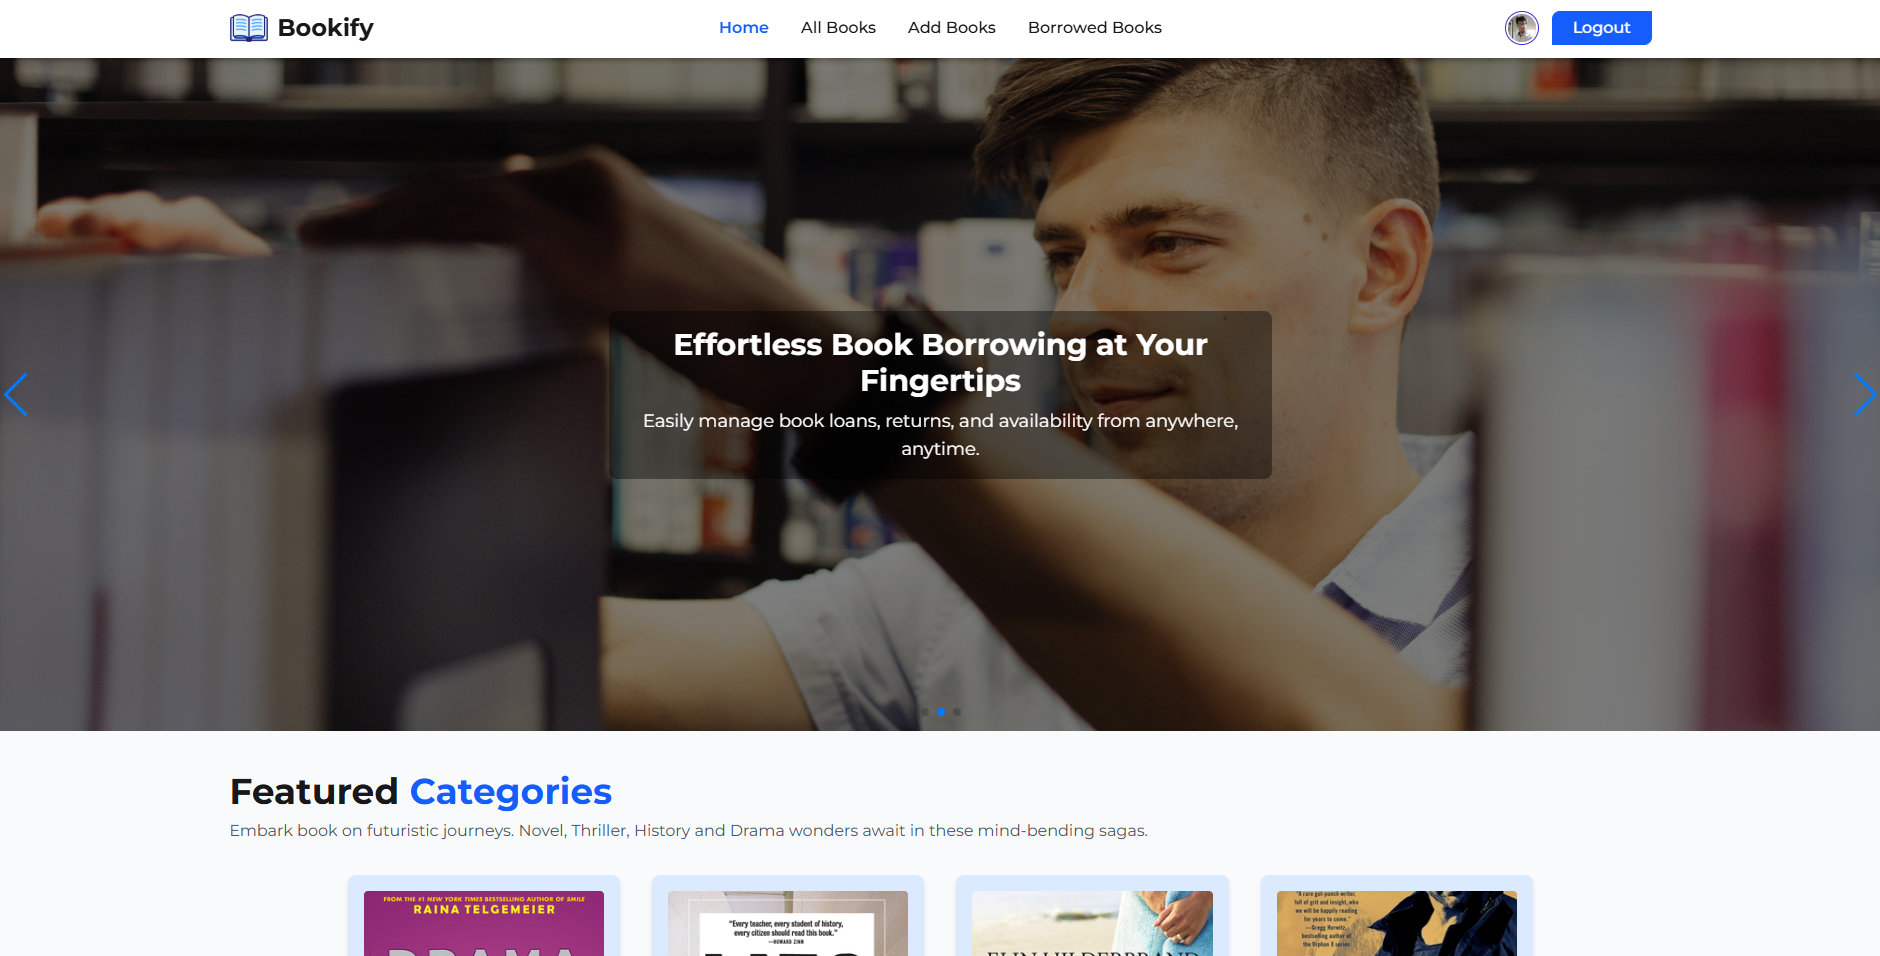 Bookify
Home
All Books
Add Books
Borrowed Books
Logout
Effortless Book Borrowing at Your
Fingertips
Easily manage book loans, returns, and availability from anywhere,
anytime.
Featured Categories
Embark book on futuristic journeys. Novel, Thriller, History and Drama wonders await in these mind-bending sagas.
FROM THE #1 NEW YORK TIMES BESTSELLING AUTHOR OF SMILE
RAINA TELGEMEIER
DRAMA
"Every teacher, every student of history,
every citizen should read this book."
—HOWARD ZINN
LIES
ELIN HILDERBRAND
"A rare gut-punch writer,
full of grit and insight, who
we will be happily reading
for years to come."
—Gregg Hurwitz,
bestselling author of
the Orphan X series